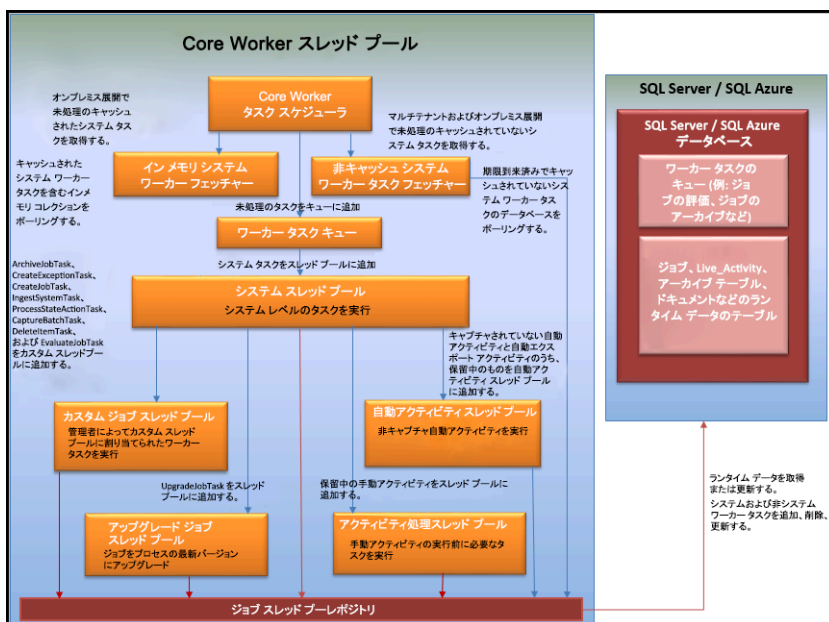 Core Worker スレッド プール
オンプレミス展開で
未処理のキャッシュ
されたシステム タス
クを取得する。
Core Worker
タスク スケジューラ
マルチテナントおよびオンプレミス展開
で未処理のキャッシュされていないシ
ステム タスクを取得する。
キャッシュされた
システム ワーカー
タスクを含むインメ
モリ コレクションを
ポーリングする。
イン メモリ システム
ワーカー フェッチャー
非キャッシュ システム
ワーカー タスク フェッチャー
期限到来済みでキャッ
シュされていないシス
テム ワーカー タス
クのデータベースを
ポーリングする。
未処理のタスクをキューに追加
ワーカー タスク キュー
システム タスクをスレッド プールに追加
システム スレッド プール
システム レベルのタスクを実行
ArchiveJobTask、
CreateExceptionTask、
CreateJobTask、
IngestSystemTask、
ProcessStateActionTask、
CaptureBatchTask、
DeleteItemTask、
および EvaluateJobTask
をカスタム スレッドプー
ルに追加する。
キャプチャされていない自動
アクティビティと自動エクス
ポート アクティビティのうち、
保留中のものを自動アク
ティビティ スレッド プール
に追加する。
カスタム ジョブ スレッド プール
管理者によってカスタム スレッド
プールに割り当てられたワーカー
タスクを実行
自動アクティビティ スレッド プール
非キャプチャ自動アクティビティを実行
UpgradeJobTask をスレッド
プールに追加する。
保留中の手動アクティビティをスレッド プールに
追加する。
アップグレード ジョブ
スレッド プール
ジョブをプロセスの最新バージョン
にアップグレード
アクティビティ処理スレッド プール
手動アクティビティの実行前に必要なタ
スクを実行
ジョブ スレッド プーレポジトリ
SQL Server / SQL Azure
SQL Server / SQL Azure
データベース
ワーカー タスクの
キュー (例: ジョ
ブの評価、ジョブの
アーカイブなど)
ジョブ、Live_Activity、
アーカイブ テーブル、
ドキュメントなどのラン
タイム データのテーブル
ランタイム データを取得
または更新する。
システムおよび非システム
ワーカー タスクを追加、削除、
更新する。